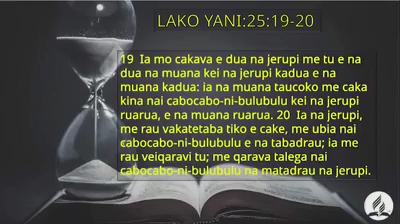 LAKO YANI:25:19-20
19 Ia mo cakava e dua na jerupi me tu e na
dua na muana kei na jerupi kadua e na
muana kadua: ia na muana taucoko me caka
kina nai cabocabo-ni-bulubulu kei na jerupi
ruarua, e na muana ruarua. 20 Ia na jerupi,
me rau vakatetaba tiko e cake, me ubia nai
cabocabo-ni-bulubulu e na tabadrau; ia me
rau veiqaravi tu; me qarava talega nai
cabocabo-ni-bulubulu na matadrau na jerupi.